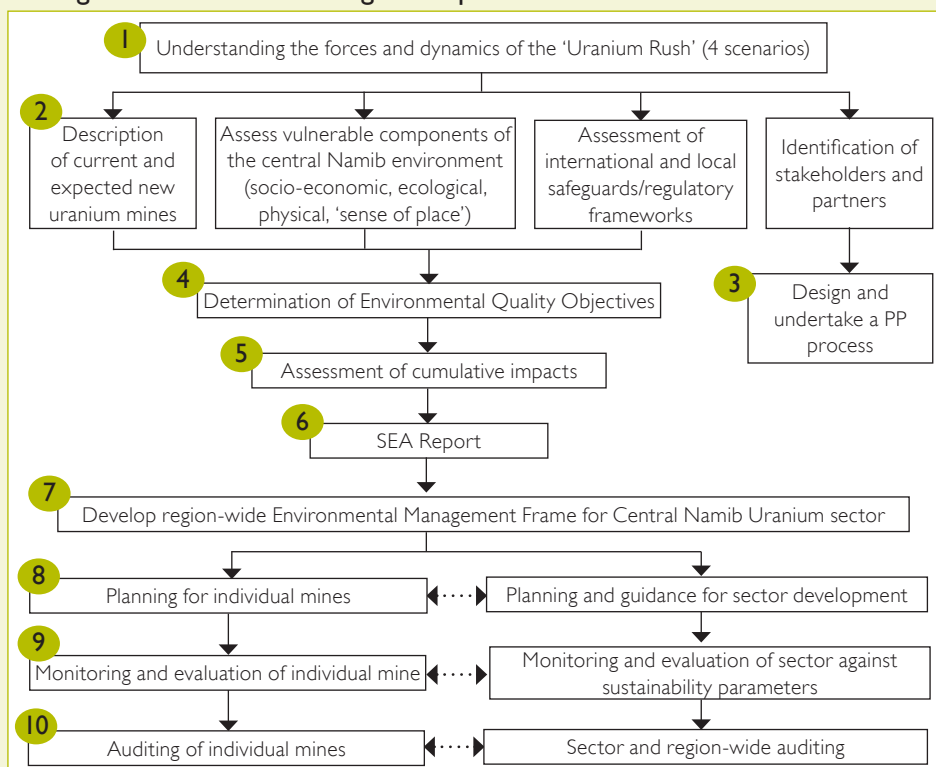 1
Understanding the forces and dynamics of the ‘Uranium Rush’ (4 scenarios)
2
Description
of current and
expected new
uranium mines
Assess vulnerable components of
the central Namib environment
(socio-economic, ecological,
physical, ‘sense of place’)
Assessment of
international and local
safeguards/regulatory
frameworks
Identification of
stakeholders and
partners
3
Design and
undertake a PP
process
4
Determination of Environmental Quality Objectives
5
Assessment of cumulative impacts
6
SEA Report
7
Develop region-wide Environmental Management Frame for Central Namib Uranium sector
8
Planning for individual mines
Planning and guidance for sector development
9
Monitoring and evaluation of individual mine
Monitoring and evaluation of sector against
sustainability parameters
10
Auditing of individual mines
Sector and region-wide auditing